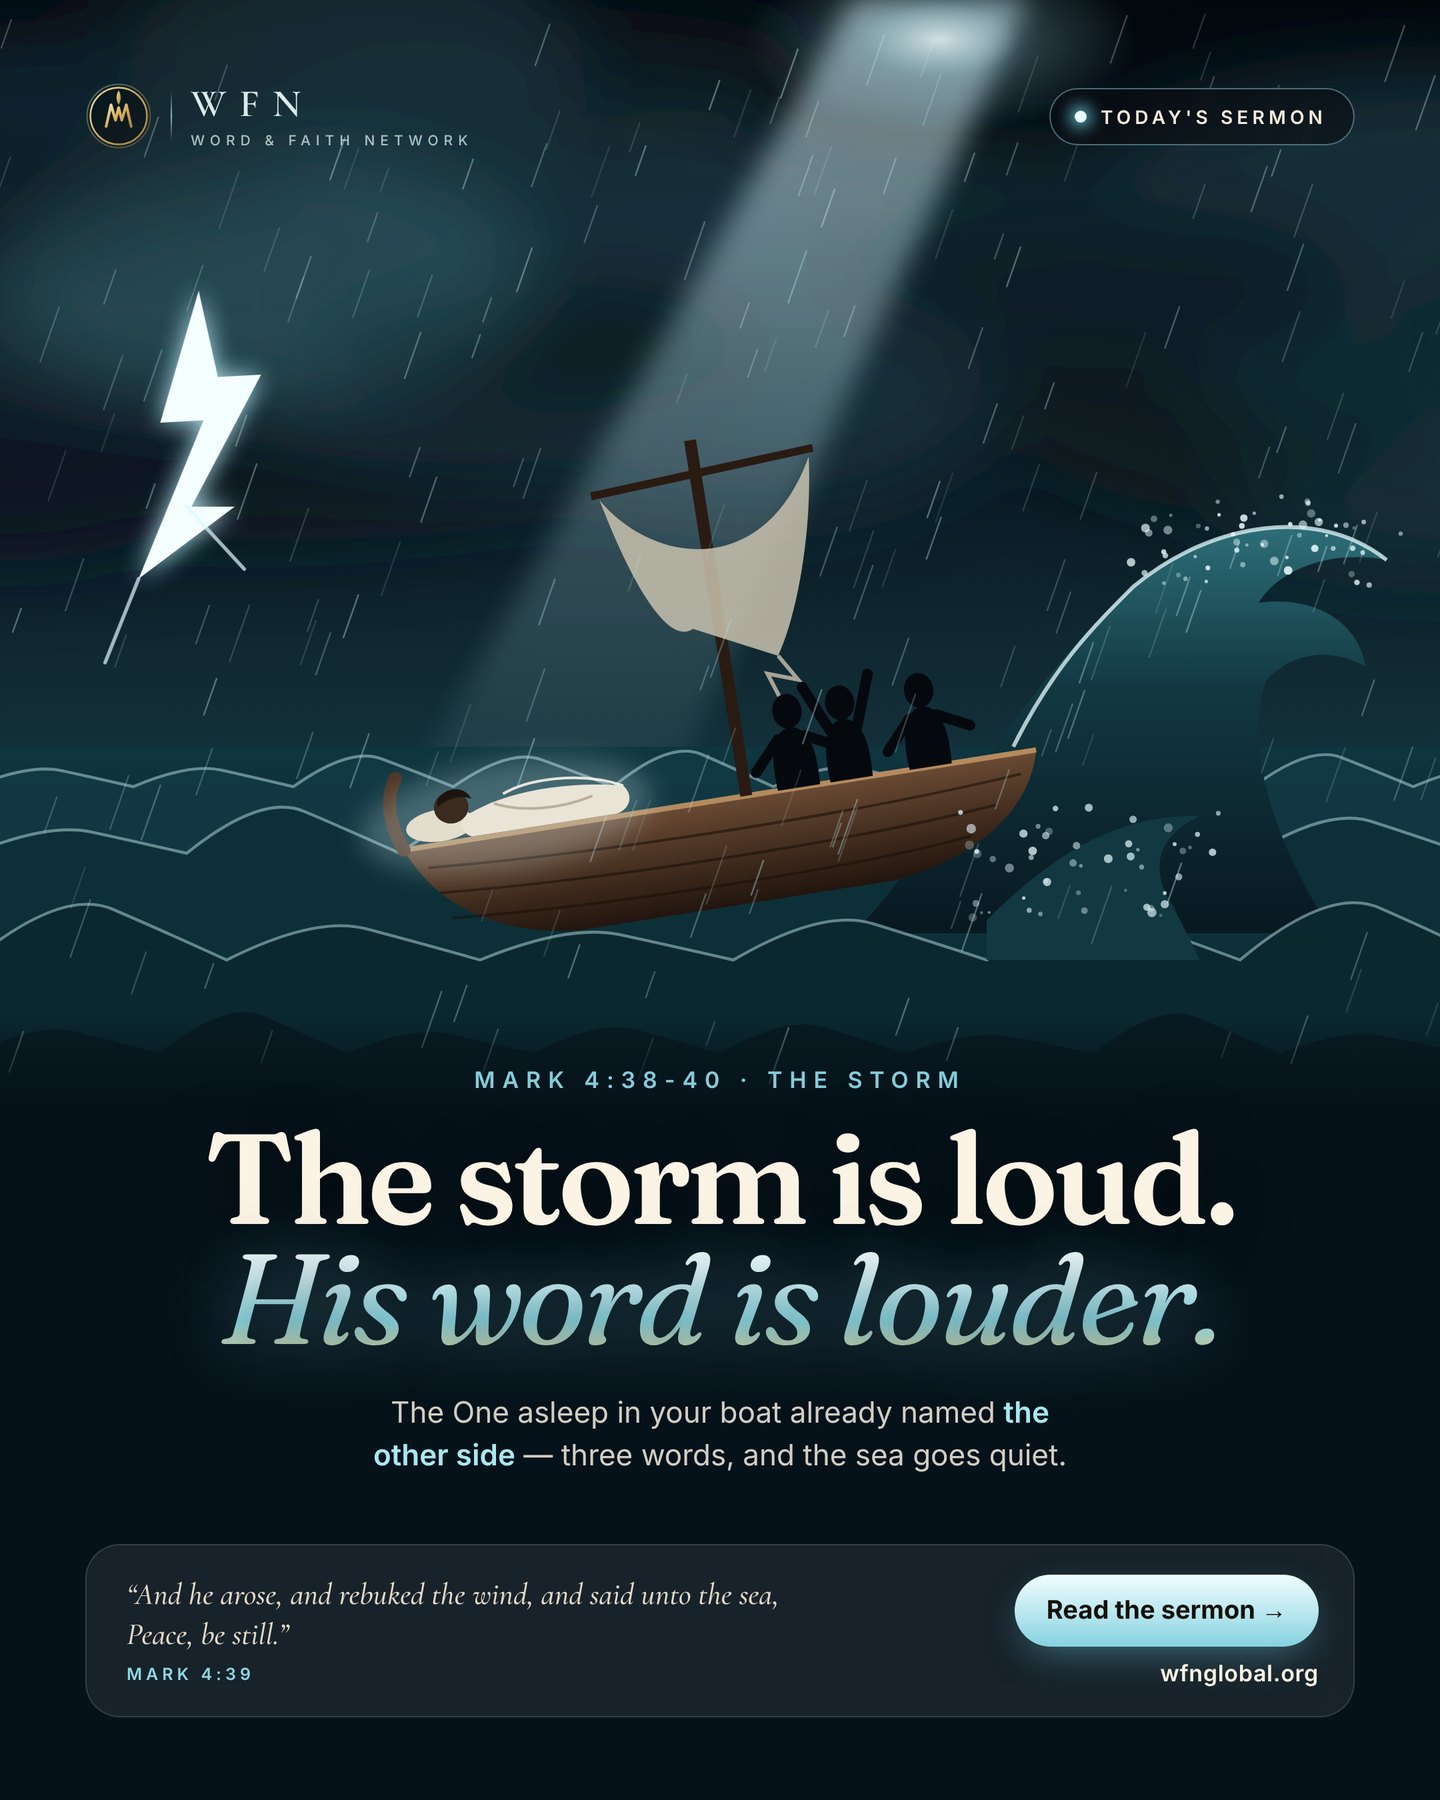 WFN
WORD & FAITH NETWORK
TODAY'S SERMON
MARK 4:38-40 · THE STORM
The storm is loud.
His word is louder.
The One asleep in your boat already named the
other side — three words, and the sea goes quiet.
“And he arose, and rebuked the wind, and said unto the sea,
Peace, be still.”
MARK 4:39
Read the sermon →
wfnglobal.org